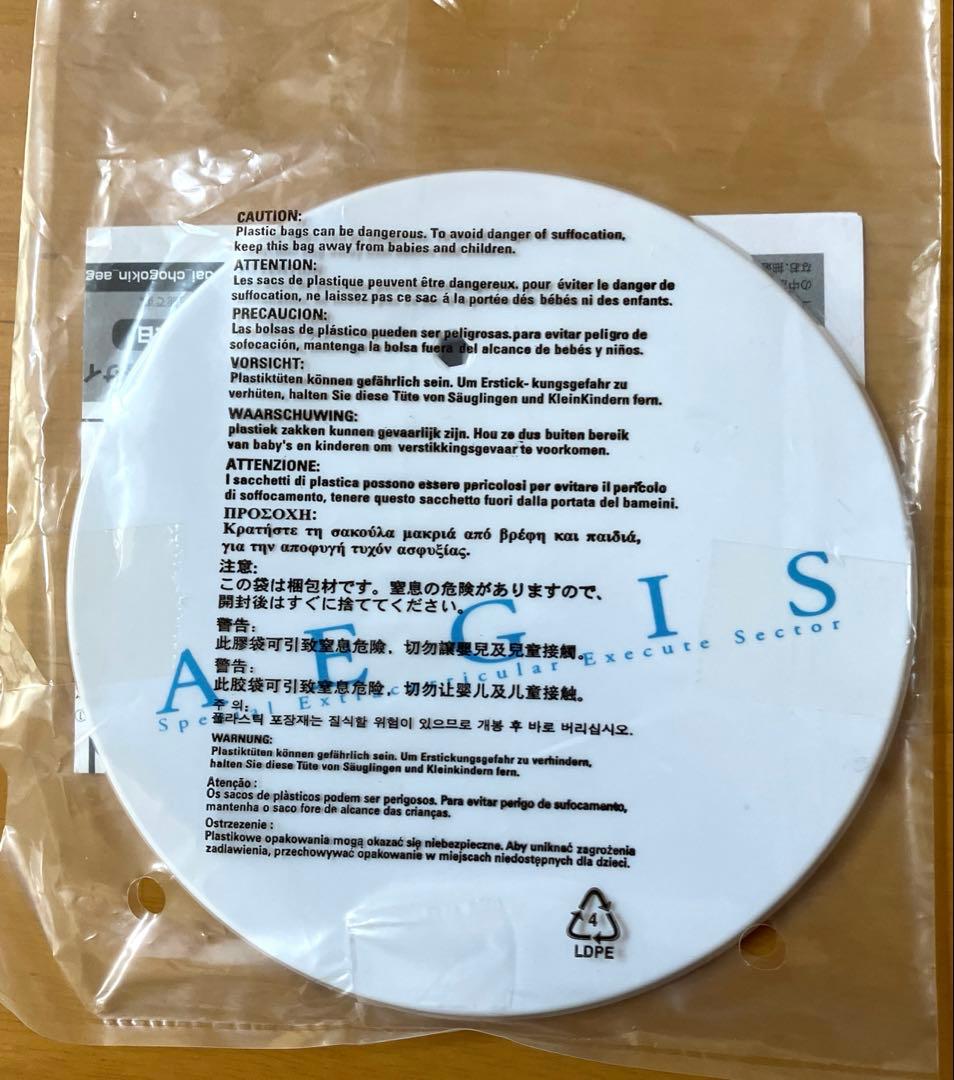 CAUTION:
Plastic bags can be dangerous. To avoid danger of suffocation,
keep this bag away from babies and children.
ATTENTION:
Les sacs de plastique peuvent être dangereux. pour éviter le danger de
suffocation, ne laissez pas ce sac á la portée dés bébés ni des enfants.
PRECAUCION:
Las bolsas de plástico pueden ser peligrosas.para evitar peligro de
sofocación, mantenga la bolsa fuera del alcance de bebés y niños.
VORSICHT:
Plastiktüten können gefährlich sein. Um Erstick- kungsgefahr zu
verhüten, halten Sie diese Tüte von Säuglingen und KleinKindern fern.
WAARSCHUWING:
plastiek zakken kunnen gevaarlijk zijn. Hou ze dus buiten bereik
van baby's en kinderen om verstikkingsgevaar te voorkomen.
ATTENZIONE:
I sacchetti di plastica possono essere pericolosi per evitare il pericolo
di soffocamento, tenere questo sacchetto fuori dalla portata del bameini.
ΠΡΟΣΟΧΗ:
Κρατήστε τη σακούλα μακριά από βρέφη και παιδιά,
για την αποφυγή τυχόν ασφυξίας.
注意:
この袋は梱包材です。窒息の危険がありますので、
開封後はすぐに捨ててください。
警告:
此膠袋可引致窒息危險，切勿讓嬰兒及兒童接觸。
警告:
此胶袋可引致窒息危险，切勿让婴儿及儿童接触。
주 의:
플라스틱 포장재는 질식할 위험이 있으므로 개봉 후 바로 버리십시오.
WARNUNG:
Plastiktüten können gefährlich sein. Um Erstickungsgefahr zu verhindern,
halten Sie diese Tüte von Säuglingen und Kleinkindern fern.
Atenção :
Os sacos de plàsticos podem ser perigosos. Para evitar perigo de sufocamento,
mantenha o saco fore de alcance das crianças.
Ostrzezenie :
Plastikowe opakowania mogą okazać się niebezpieczne. Aby uniknać zagrożenia
zadlawienia, przechowywać opakowanie w miejscach niedostępnych dla dzieci.
4
LDPE
AEGIS
Special Extracurricular Execute Sector
chogokin_aeg